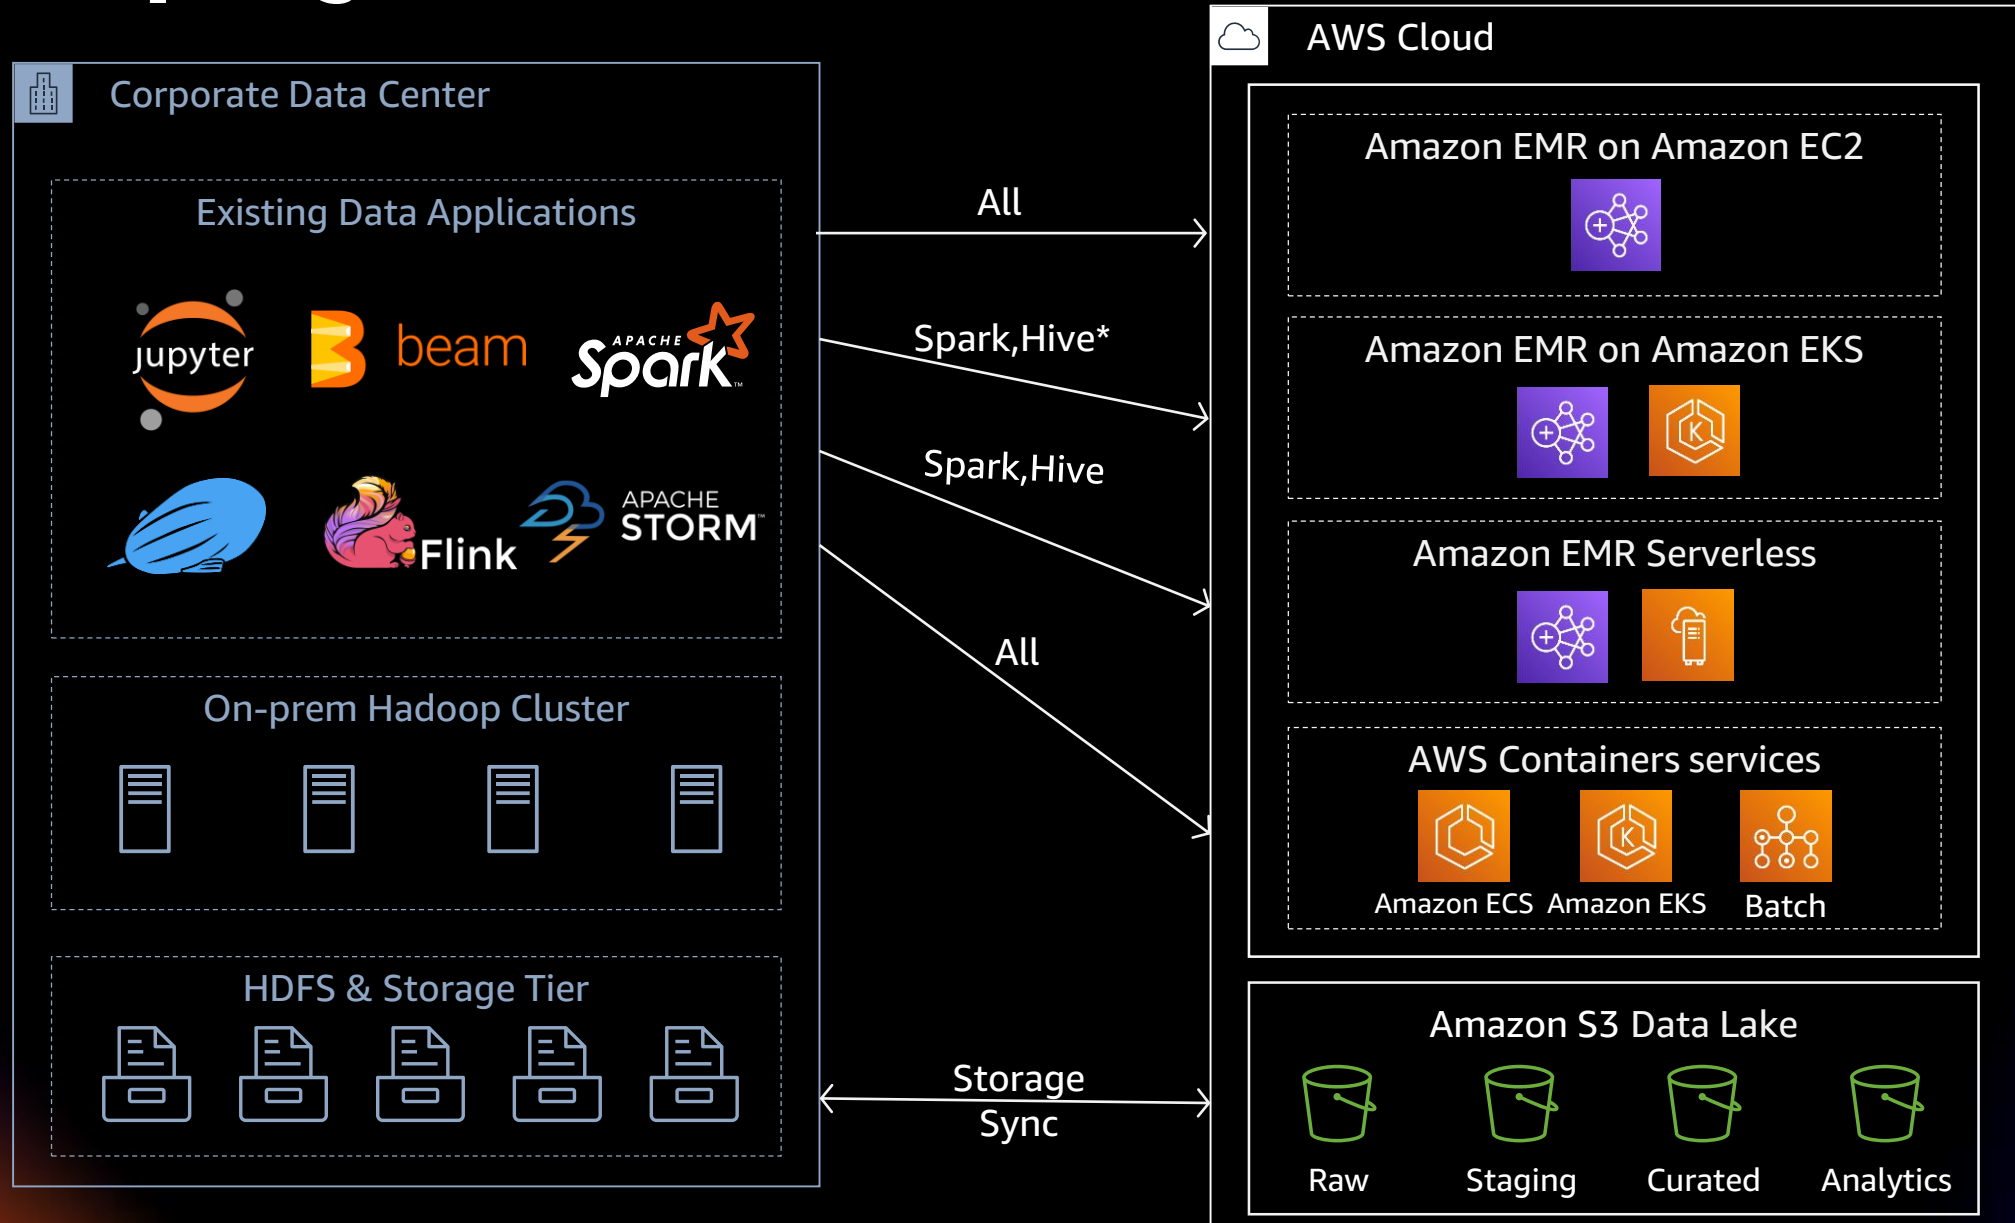 AWS Cloud
Corporate Data Center
Existing Data Applications
jupyter
beam
APACHE
Spark™
Flink
APACHE
STORM™
On-prem Hadoop Cluster
HDFS & Storage Tier
All
Spark,Hive*
Spark,Hive
All
Storage
Sync
Amazon EMR on Amazon EC2
Amazon EMR on Amazon EKS
K
Amazon EMR Serverless
AWS Containers services
K
Amazon ECS
Amazon EKS
Batch
Amazon S3 Data Lake
Raw
Staging
Curated
Analytics